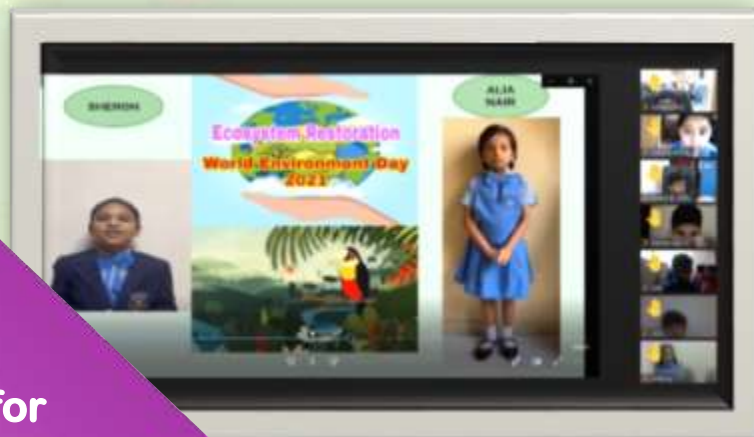 SHERON
Ecosystem Restoration
World Environment Day
2021
ALIA
NAIR
for